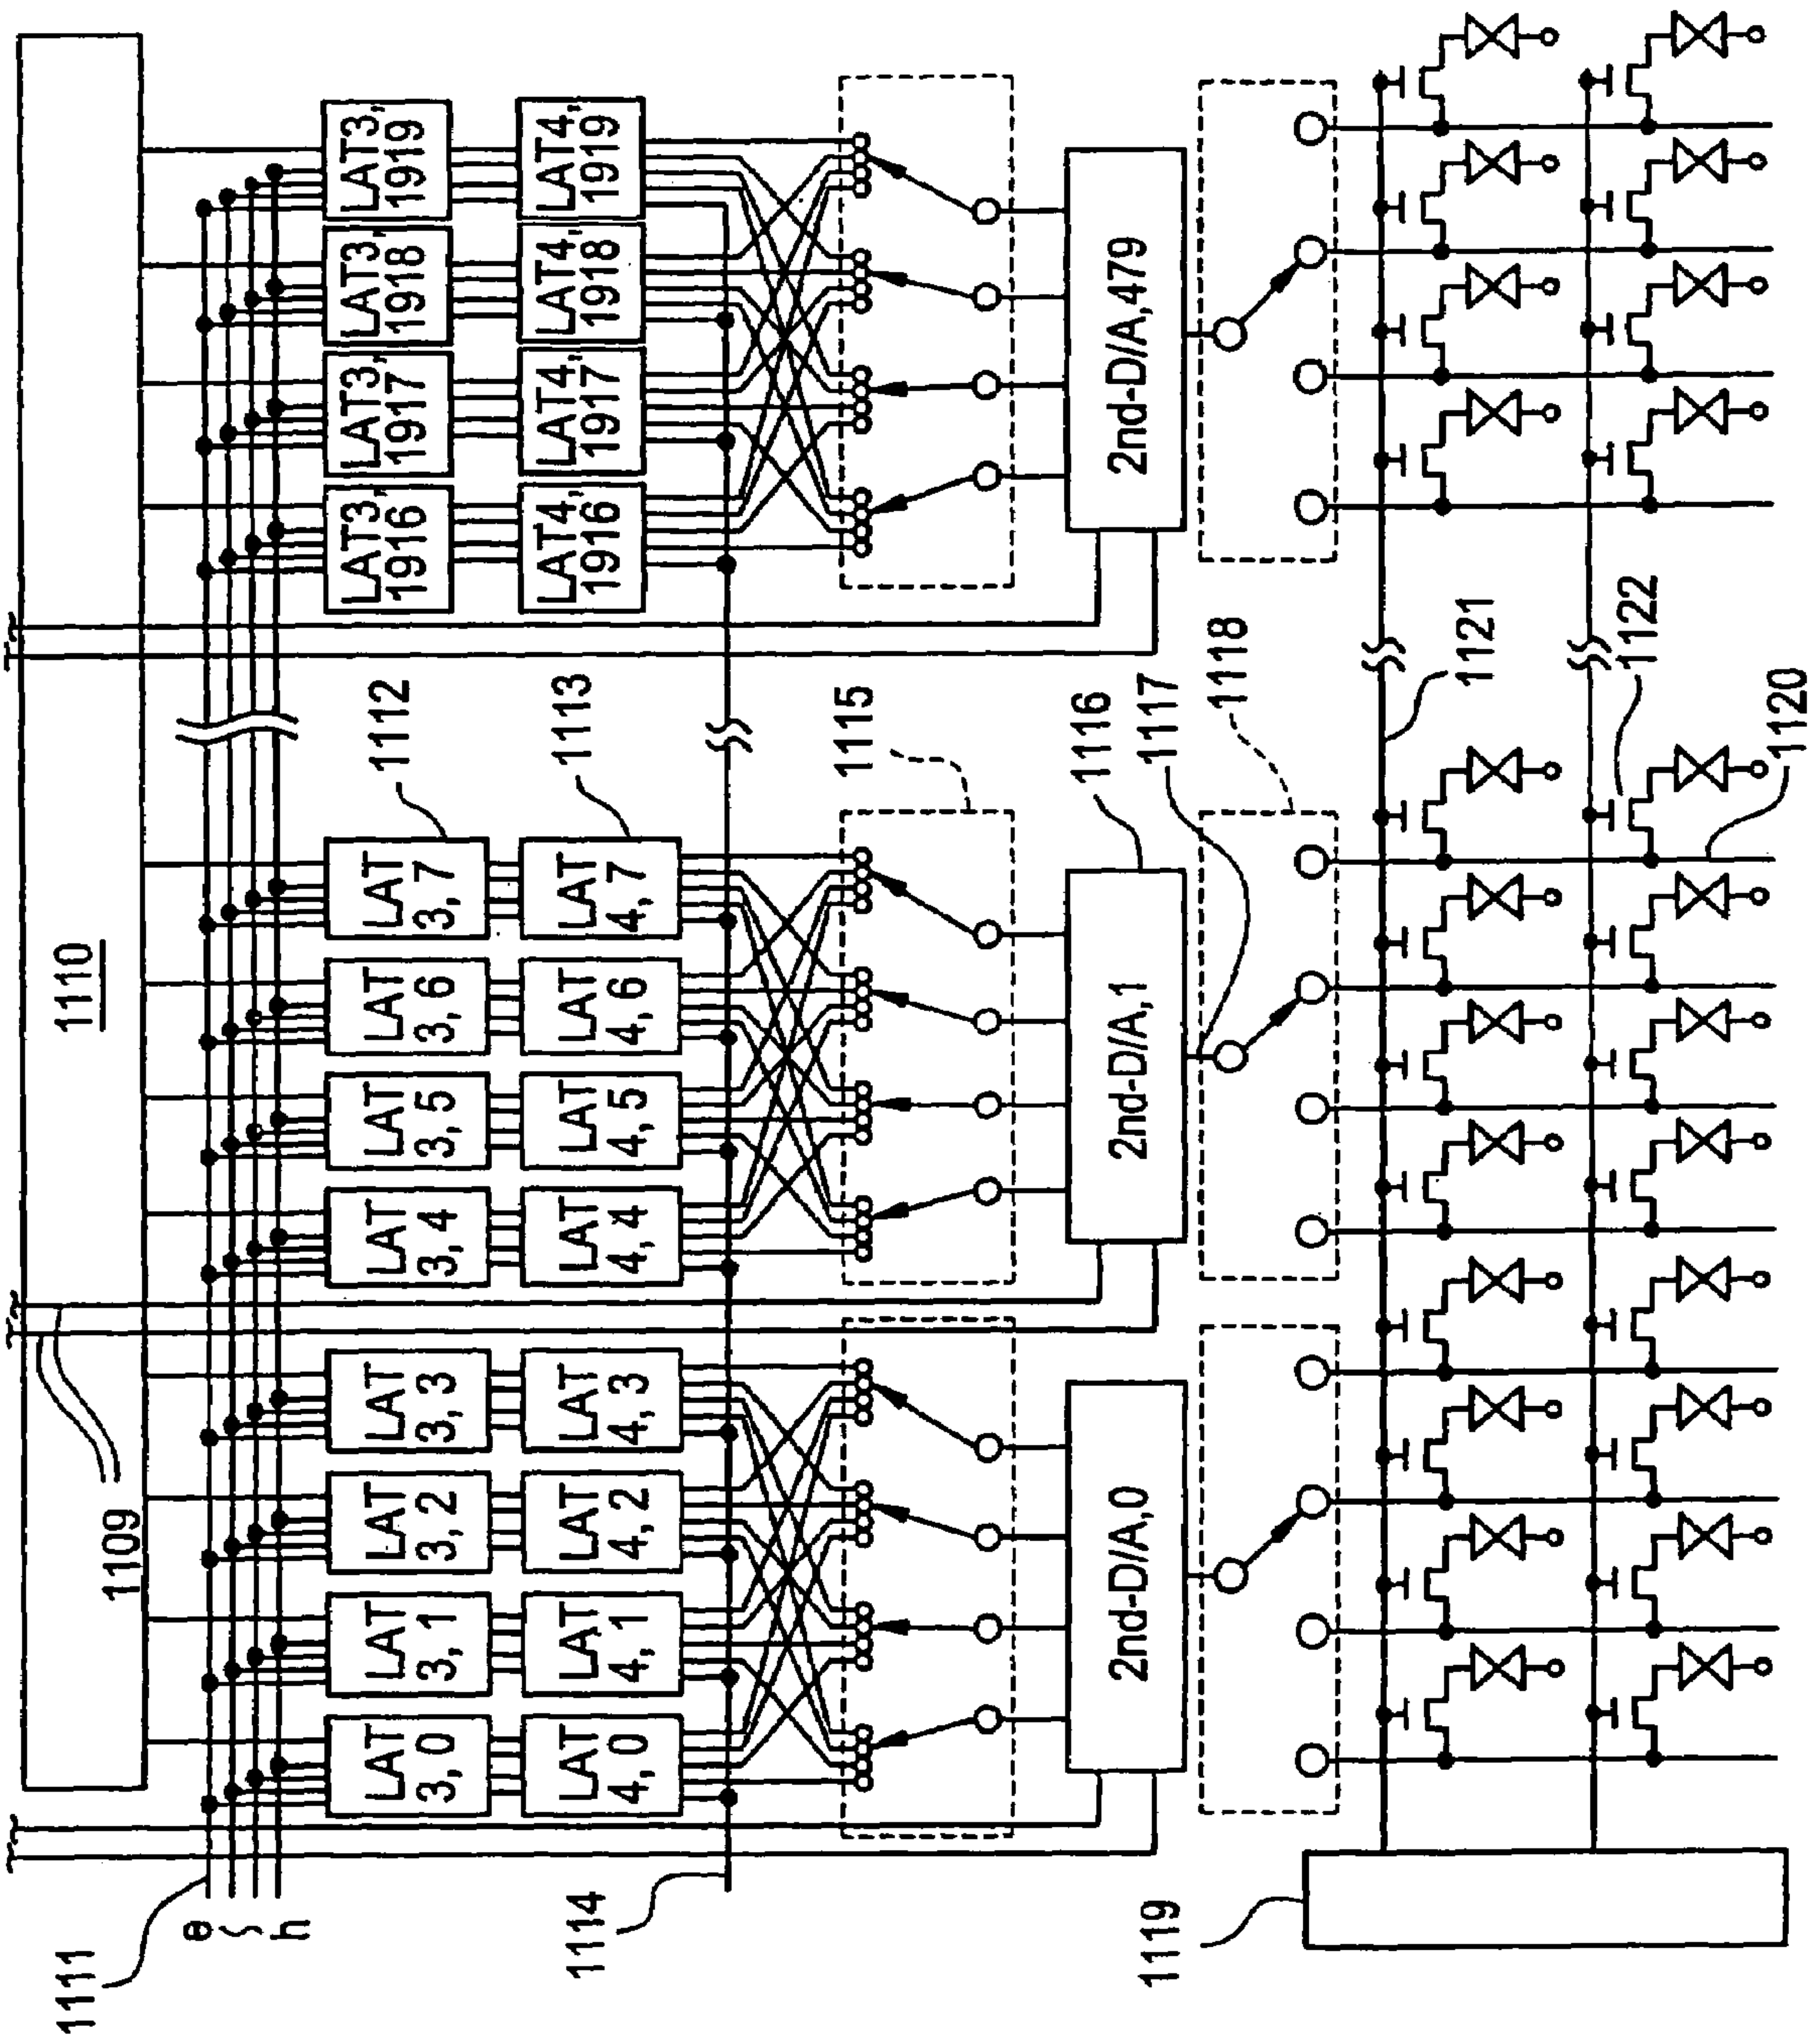 1110
1109
1111
e
h
LAT
3, 0
LAT
3, 1
LAT
3, 2
LAT
3, 3
LAT
3, 4
LAT
3, 5
LAT
3, 6
LAT
3, 7
1112
LAT3,
1916
LAT3,
1917
LAT3,
1918
LAT3,
1919
LAT
4, 0
LAT
4, 1
LAT
4, 2
LAT
4, 3
LAT
4, 4
LAT
4, 5
LAT
4, 6
LAT
4, 7
1113
LAT4,
1916
LAT4,
1917
LAT4,
1918
LAT4,
1919
1114
1115
2nd-D/A,0
2nd-D/A,1
1116
2nd-D/A,479
1117
1118
1119
1121
1122
1120